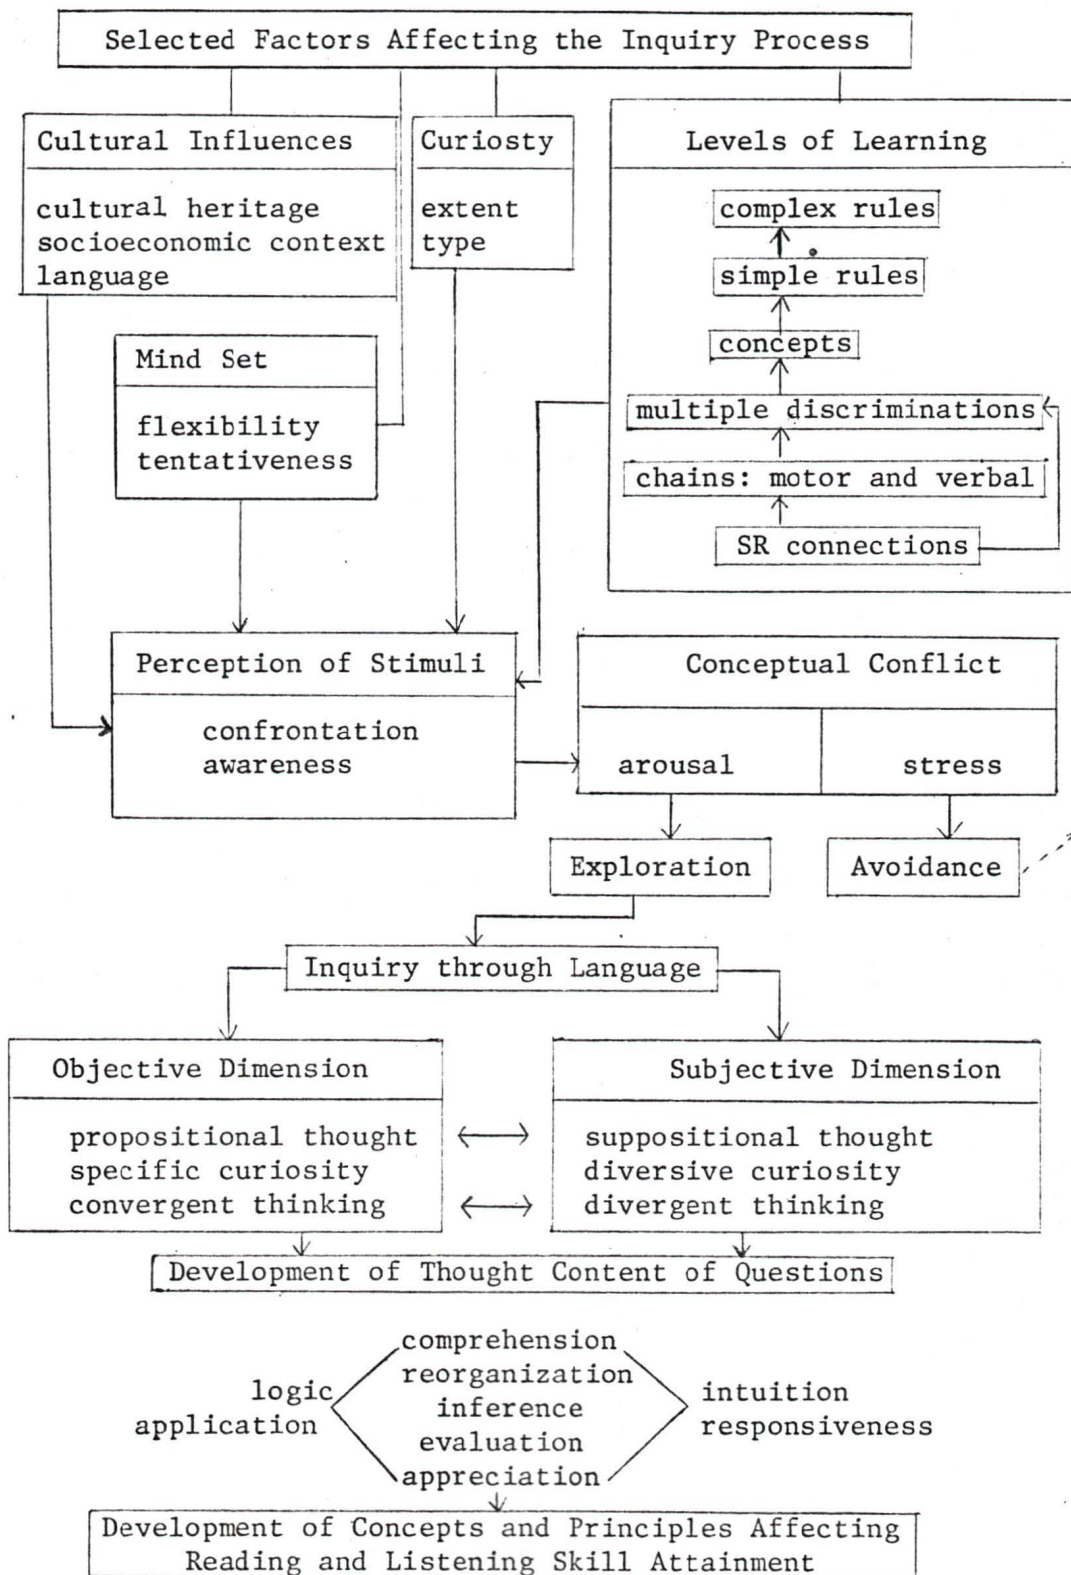 Selected Factors Affecting the Inquiry Process
Cultural Influences
cultural heritage
socioeconomic context
language
Curiosty
extent
type
Levels of Learning
complex rules
simple rules
concepts
multiple discriminations
chains: motor and verbal
SR connections
Mind Set
flexibility
tentativeness
Perception of Stimuli
confrontation
awareness
Conceptual Conflict
arousal
stress
Exploration
Avoidance
Inquiry through Language
Objective Dimension
propositional thought
specific curiosity
convergent thinking
Subjective Dimension
suppositional thought
diversive curiosity
divergent thinking
Development of Thought Content of Questions
logic
application
comprehension
reorganization
inference
evaluation
appreciation
intuition
responsiveness
Development of Concepts and Principles Affecting
Reading and Listening Skill Attainment